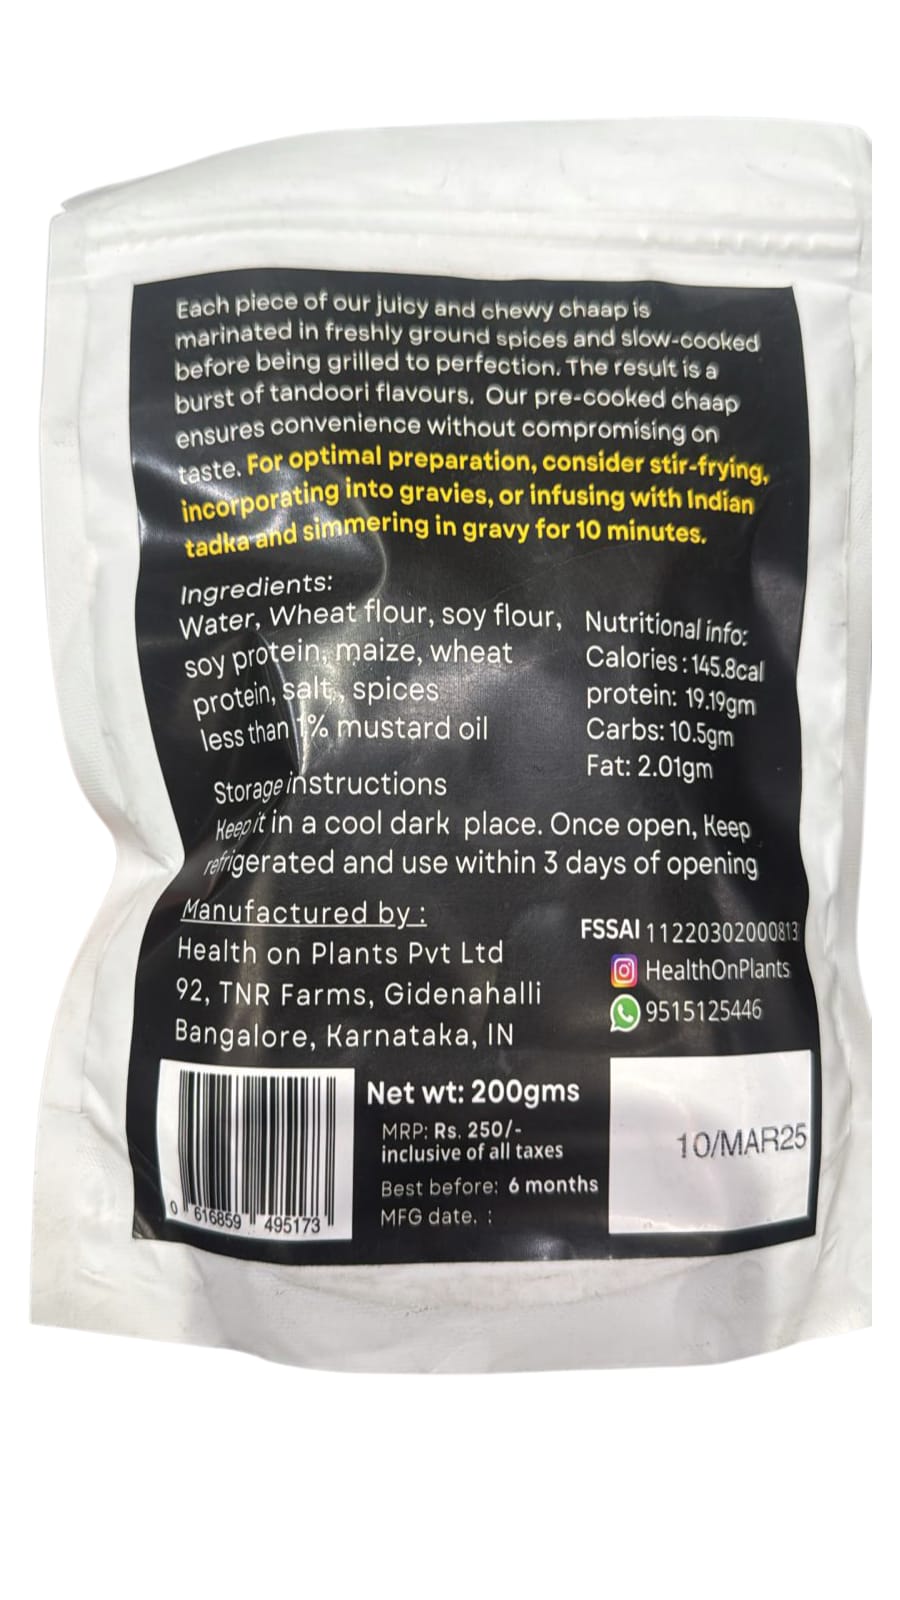 Each piece of our juicy and chewy chaap is
marinated in freshly ground spices and slow-cooked
before being grilled to perfection. The result is a
burst of tandoori flavours. Our pre-cooked chaap
ensures convenience without compromising on
taste. For optimal preparation, consider stir-frying,
incorporating into gravies, or infusing with Indian
tadka and simmering in gravy for 10 minutes.
Ingredients:
Water, Wheat flour, soy flour,
soy protein, maize, wheat
protein, salt, spices
less than 1% mustard oil
Nutritional info:
Calories : 145.8cal
protein: 19.19gm
Carbs: 10.5gm
Fat: 2.01gm
Storage instructions
Keep it in a cool dark place. Once open, Keep
refrigerated and use within 3 days of opening
Manufactured by :
Health on Plants Pvt Ltd
92, TNR Farms, Gidenahalli
Bangalore, Karnataka, IN
FSSAI 11220302000813
HealthOnPlants
9515125446
0 616859 495173
Net wt: 200gms
MRP: Rs. 250/-
inclusive of all taxes
Best before: 6 months
MFG date. :
10/MAR25